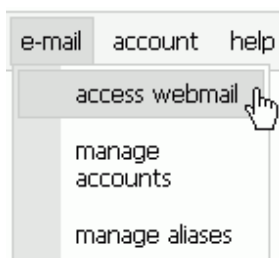 e-mail account help
access webmail
manage
accounts
manage aliases